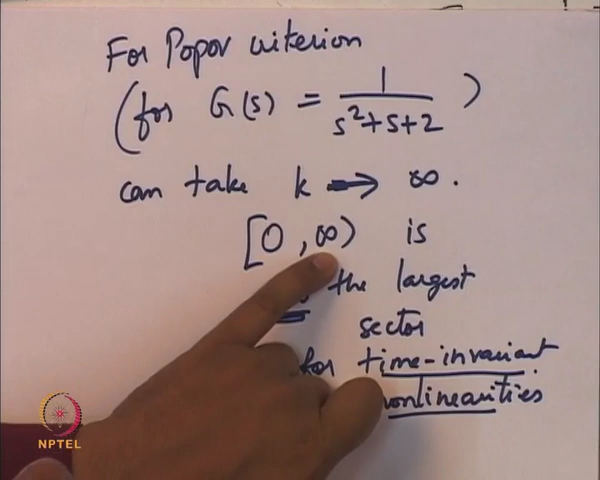 For Popov criterion
(for G(s) = 1/(s²+s+2))
can take k → ∞.
[0, ∞) is
the largest
sector
for time-invariant
nonlinearities
NPTEL